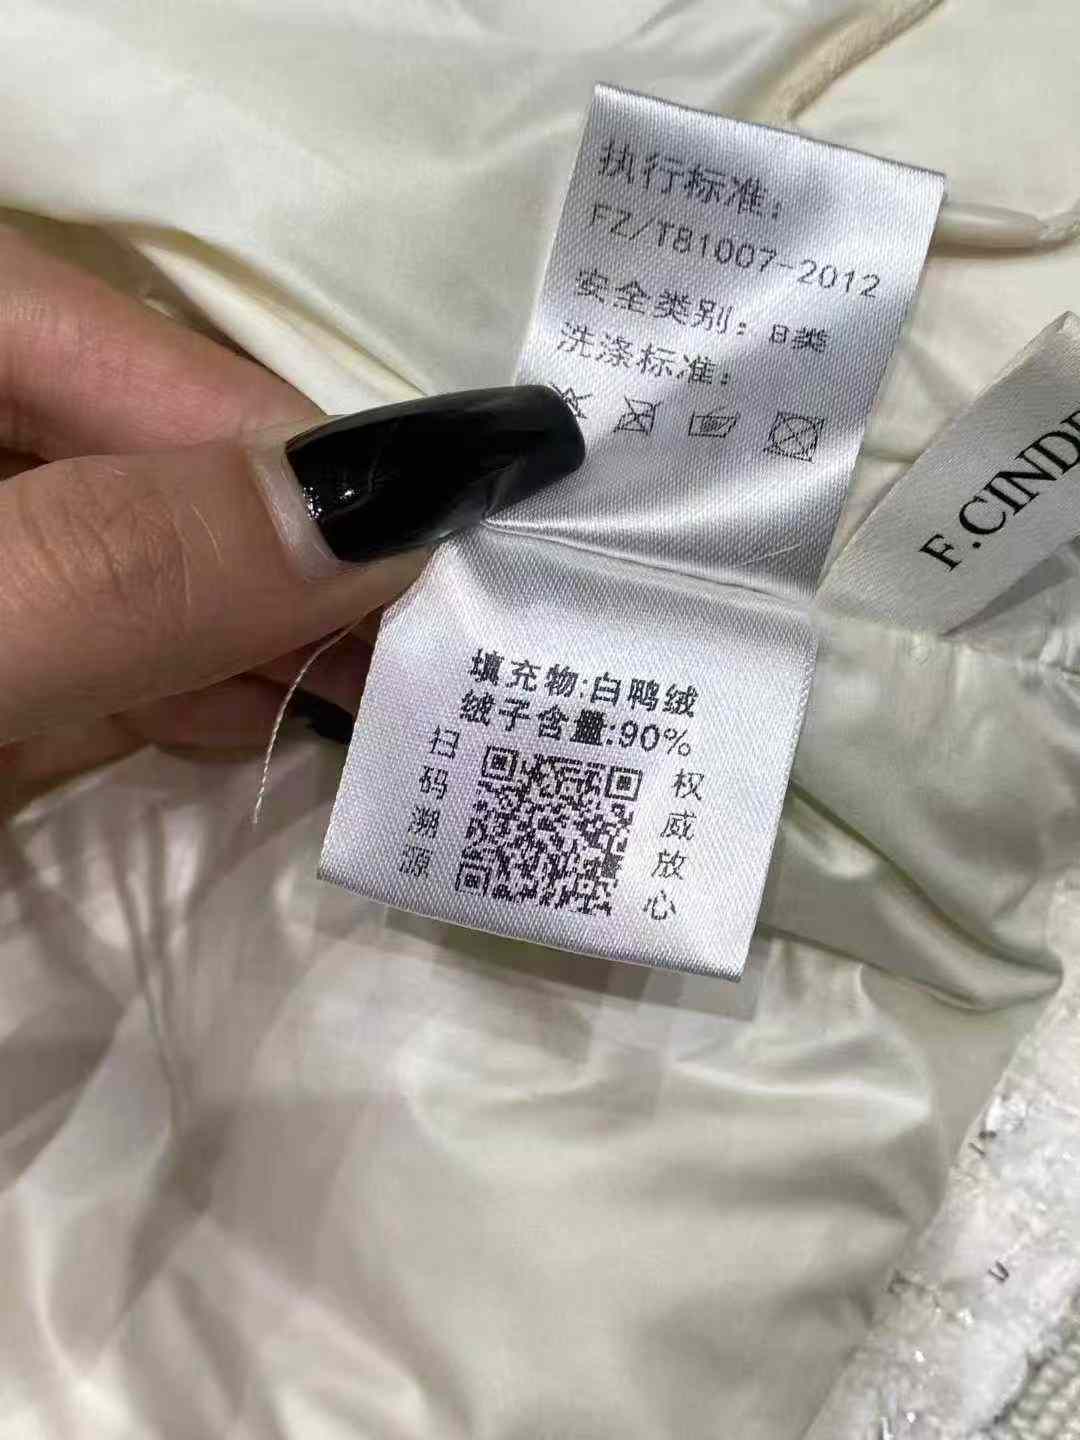 执行标准：
FZ/T81007-2012
安全类别：B类
洗涤标准：
填充物:白鸭绒
绒子含量:90%
扫码溯源
权威放心
F.CIND